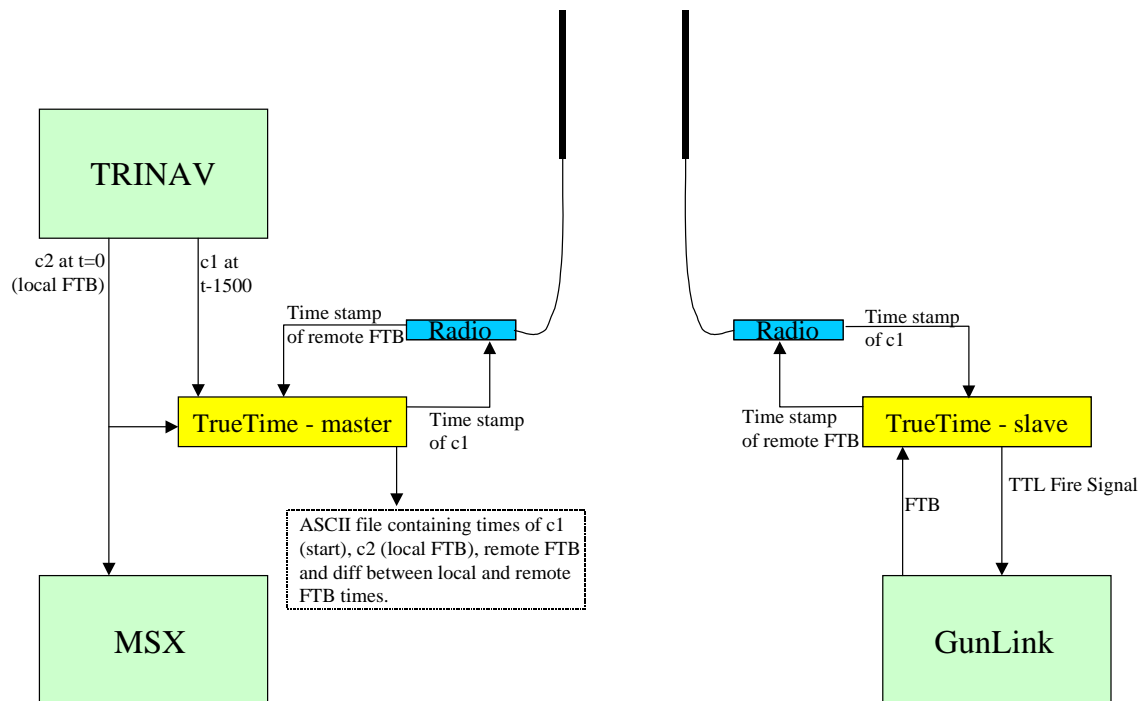 TRINAV
c2 at t=0
(local FTB)
c1 at
t-1500
Time stamp
of remote FTB
Radio
TrueTime - master
Time stamp
of c1
ASCII file containing times of c1
(start), c2 (local FTB), remote FTB
and diff between local and remote
FTB times.
MSX
Radio
Time stamp
of c1
Time stamp
of remote FTB
TrueTime - slave
FTB
TTL Fire Signal
GunLink